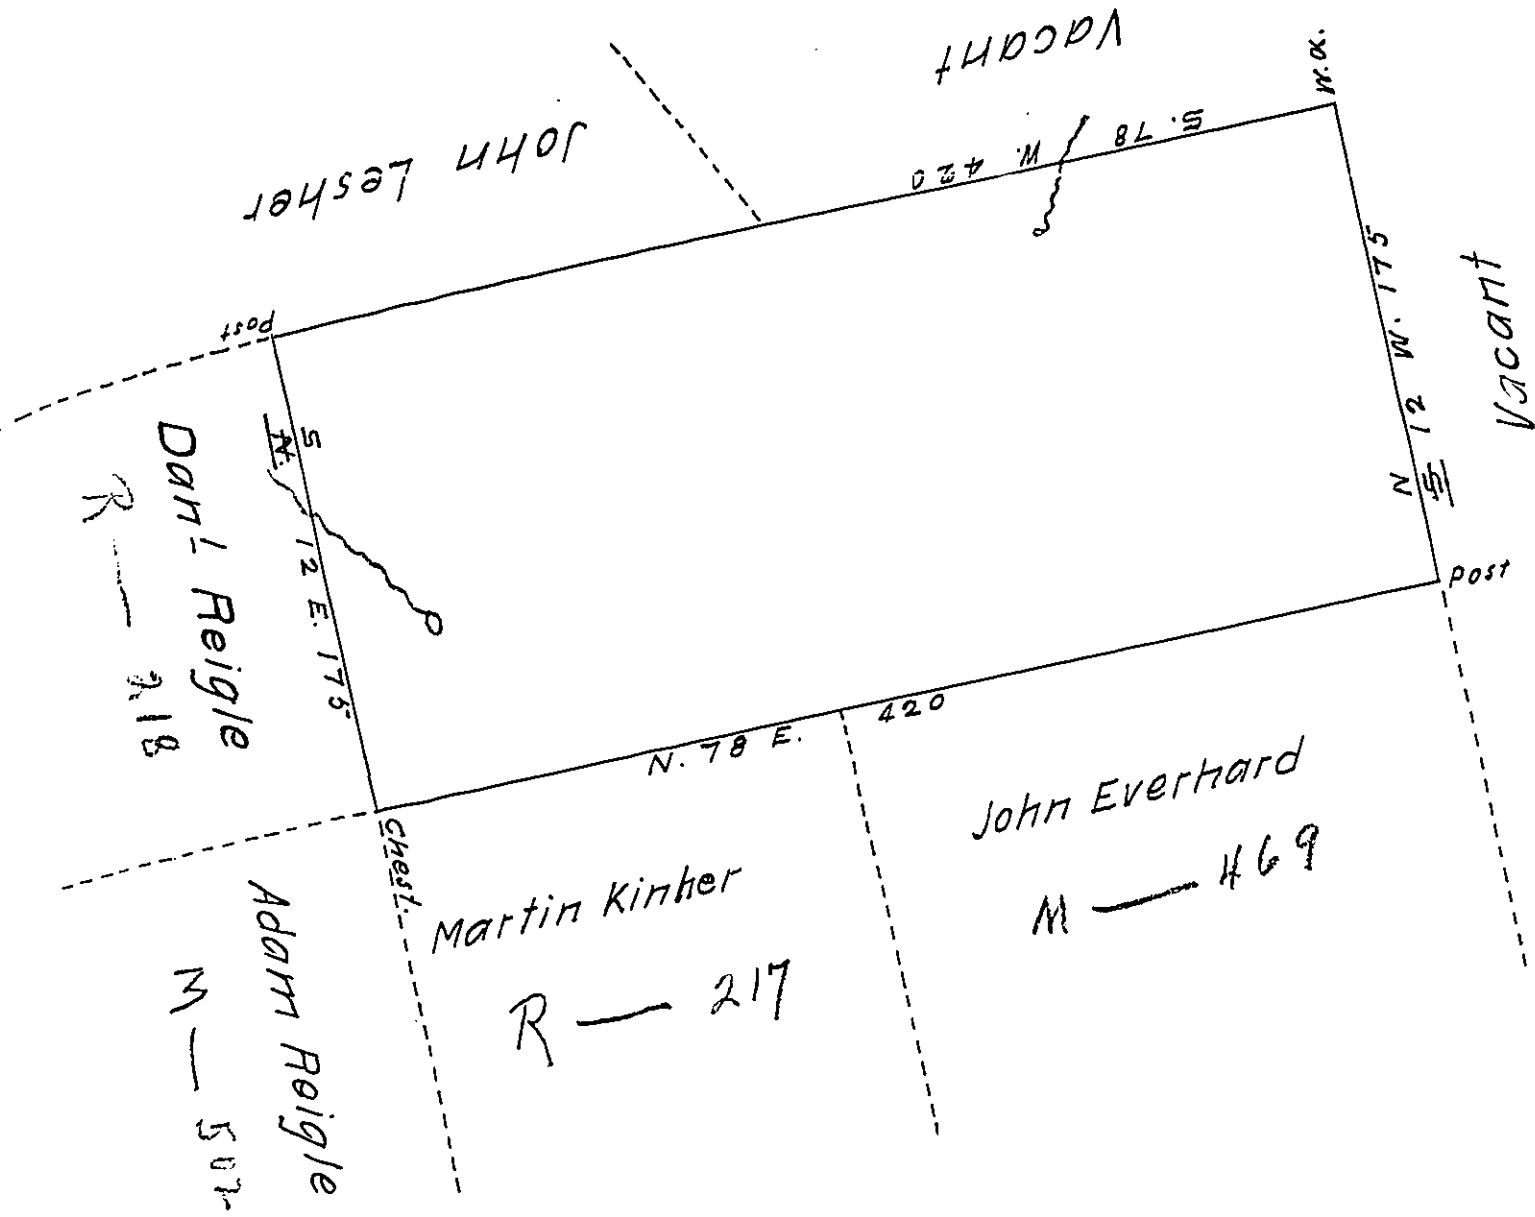 Vacant
W.O.
John Lesher
S. 78 W. 420
Post
N 12 W. 175
S
Vacant
S 12 E. 175
N.
Dan! Reigle
R — 218
Post
N. 78 E. 420
Chest.
John Everhard
M — 469
Martin Kinher
R — 217
Adam Reigle
M — 502